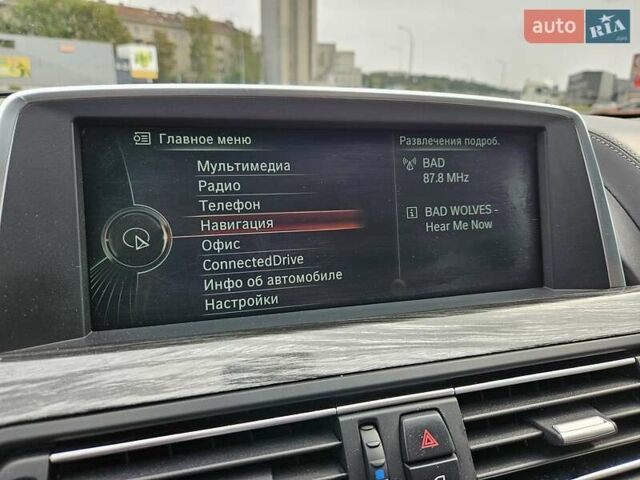 auto RIA
Главное меню
Мультимедиа
Радио
Телефон
Навигация
Офис
ConnectedDrive
Инфо об автомобиле
Настройки
Развлечения подроб.
BAD
87.8 MHz
BAD WOLVES -
Hear Me Now